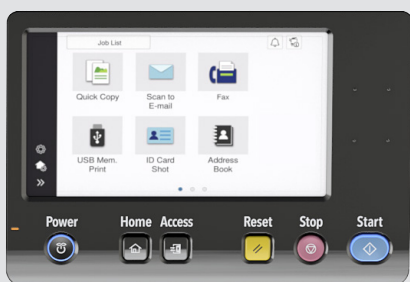 Job List
Quick Copy
Scan to
E-mail
Fax
USB Mem.
Print
ID Card
Shot
Address
Book
Power
Home
Access
Reset
Stop
Start